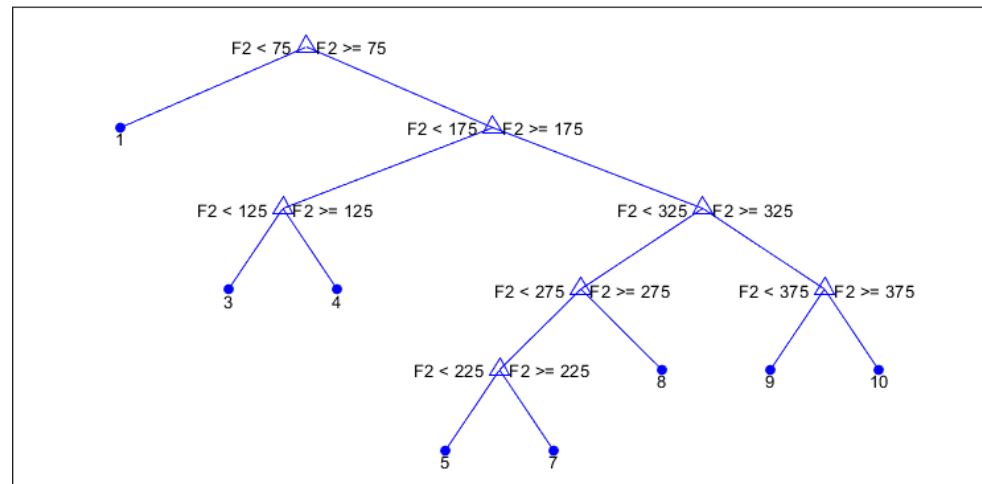 F2 < 75 F2 >= 75
1
F2 < 175 F2 >= 175
F2 < 125 F2 >= 125
F2 < 325 F2 >= 325
3
4
F2 < 275 F2 >= 275
F2 < 375 F2 >= 375
F2 < 225 F2 >= 225
8
9
10
5
7